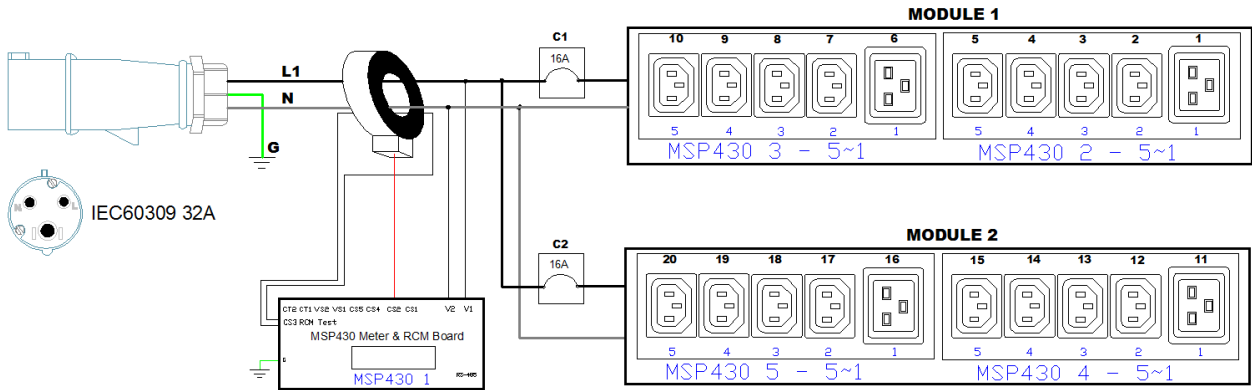 MODULE 1
C1
16A
10 9 8 7 6 5 4 3 2 1
5 4 3 2 1 5 4 3 2 1
MSP430 3 - 5~1 MSP430 2 - 5~1
L1
N
G
N L
IEC60309 32A
MODULE 2
C2
16A
20 19 18 17 16 15 14 13 12 11
5 4 3 2 1 5 4 3 2 1
MSP430 5 - 5~1 MSP430 4 - 5~1
CT2 CT1 VS2 VS1 CS5 CS4 CS2 CS1 V2 V1
CS3 RCM Test
MSP430 Meter & RCM Board
G
MSP430 1
RS-485